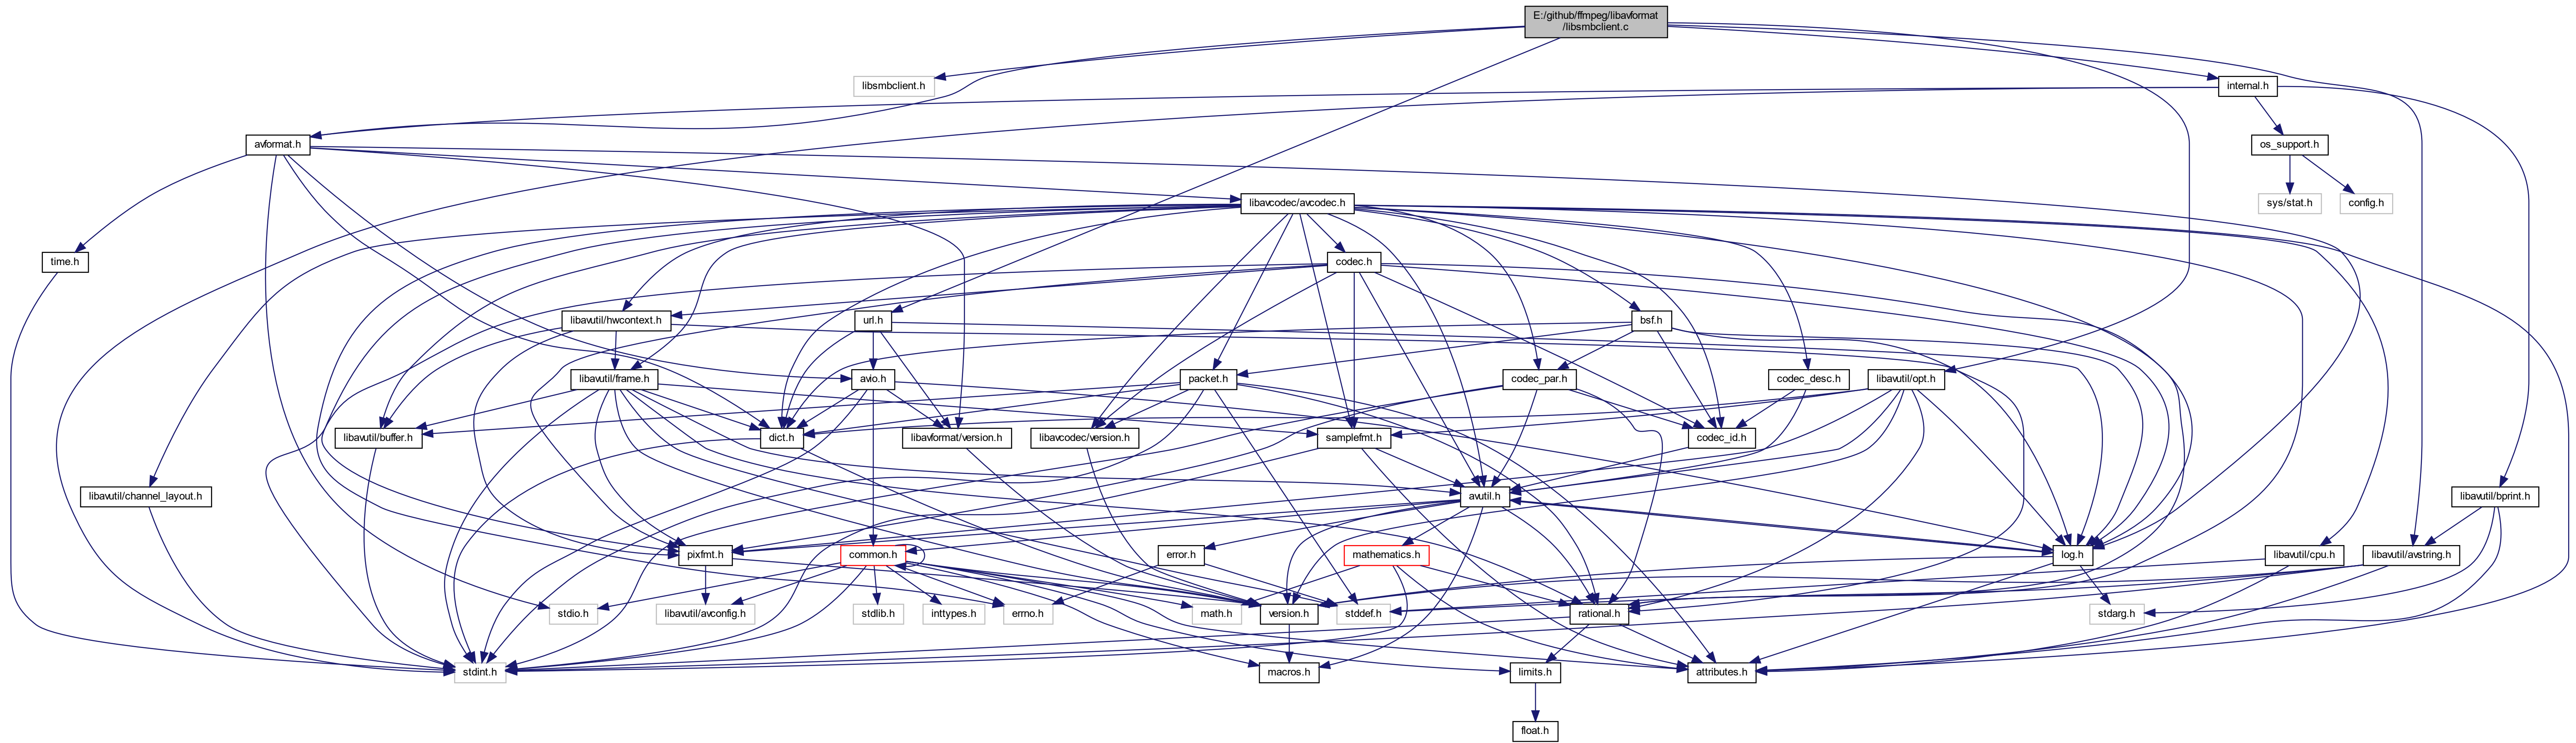 E:/github/ffmpeg/libavformat
/libsmbclient.c
libsmbclient.h
internal.h
avformat.h
os_support.h
libavcodec/avcodec.h
sys/stat.h
config.h
time.h
codec.h
libavutil/hwcontext.h
url.h
bsf.h
libavutil/frame.h
avio.h
packet.h
codec_par.h
codec_desc.h
libavutil/opt.h
libavutil/buffer.h
dict.h
libavformat/version.h
libavcodec/version.h
samplefmt.h
codec_id.h
libavutil/channel_layout.h
avutil.h
libavutil/bprint.h
pixfmt.h
common.h
error.h
mathematics.h
log.h
libavutil/cpu.h
libavutil/avstring.h
stdio.h
libavutil/avconfig.h
stdlib.h
inttypes.h
errno.h
math.h
version.h
stddef.h
rational.h
stdarg.h
stdint.h
macros.h
limits.h
attributes.h
float.h